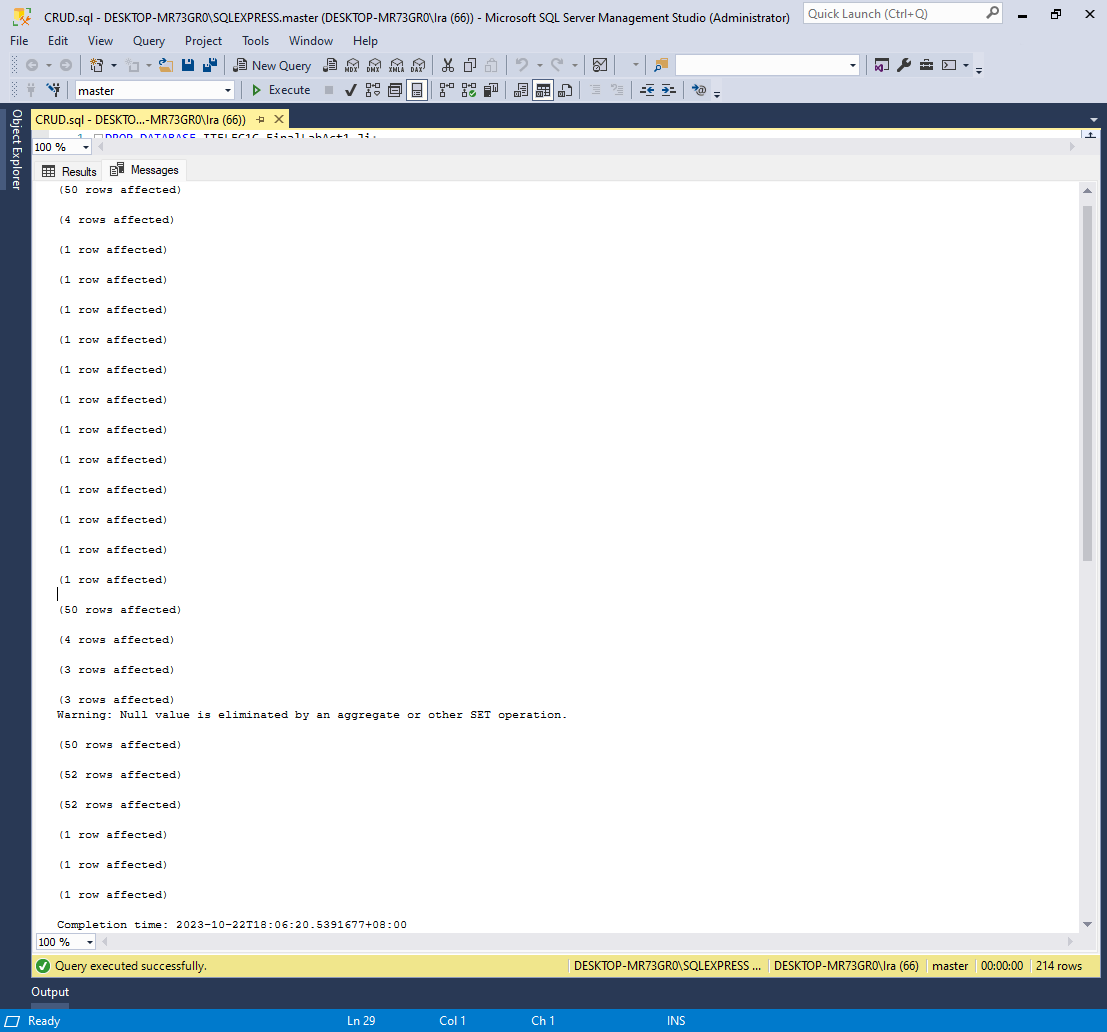 CRUD.sql - DESKTOP-MR73GR0\SQLEXPRESS.master (DESKTOP-MR73GR0\Ira (66)) - Microsoft SQL Server Management Studio (Administrator)
Quick Launch (Ctrl+Q)
File Edit View Query Project Tools Window Help
New Query
MDX DMX XMLA DAX
master
Execute
Object Explorer
CRUD.sql - DESKTO...-MR73GR0\Ira (66))
1 DROP DATABASE
100 %
Results Messages
(50 rows affected)
(4 rows affected)
(1 row affected)
(1 row affected)
(1 row affected)
(1 row affected)
(1 row affected)
(1 row affected)
(1 row affected)
(1 row affected)
(1 row affected)
(1 row affected)
(1 row affected)
(1 row affected)
(50 rows affected)
(4 rows affected)
(3 rows affected)
(3 rows affected)
Warning: Null value is eliminated by an aggregate or other SET operation.
(50 rows affected)
(52 rows affected)
(52 rows affected)
(1 row affected)
(1 row affected)
(1 row affected)
Completion time: 2023-10-22T18:06:20.5391677+08:00
100 %
Query executed successfully. DESKTOP-MR73GR0\SQLEXPRESS ... DESKTOP-MR73GR0\Ira (66) master 00:00:00 214 rows
Output
Ready Ln 29 Col 1 Ch 1 INS